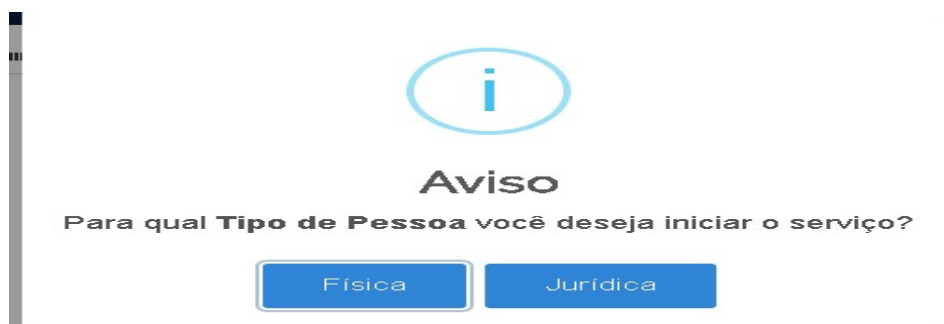 Aviso
Para qual Tipo de Pessoa você deseja iniciar o serviço?
Física Jurídica